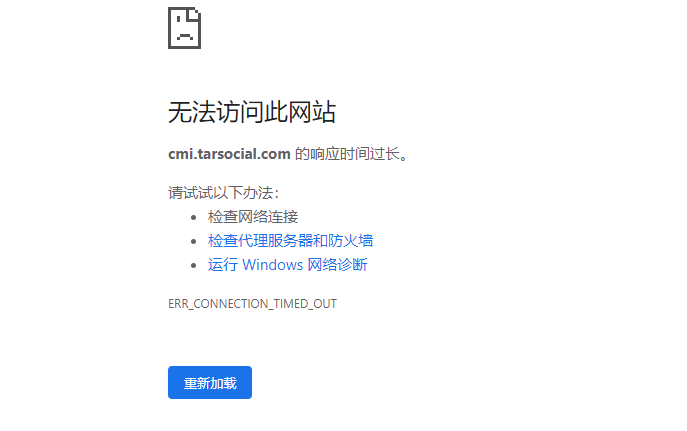 无法访问此网站
cmi.tarsocial.com 的响应时间过长。
请试试以下办法：
检查网络连接
检查代理服务器和防火墙
运行 Windows 网络诊断
ERR_CONNECTION_TIMED_OUT
重新加载